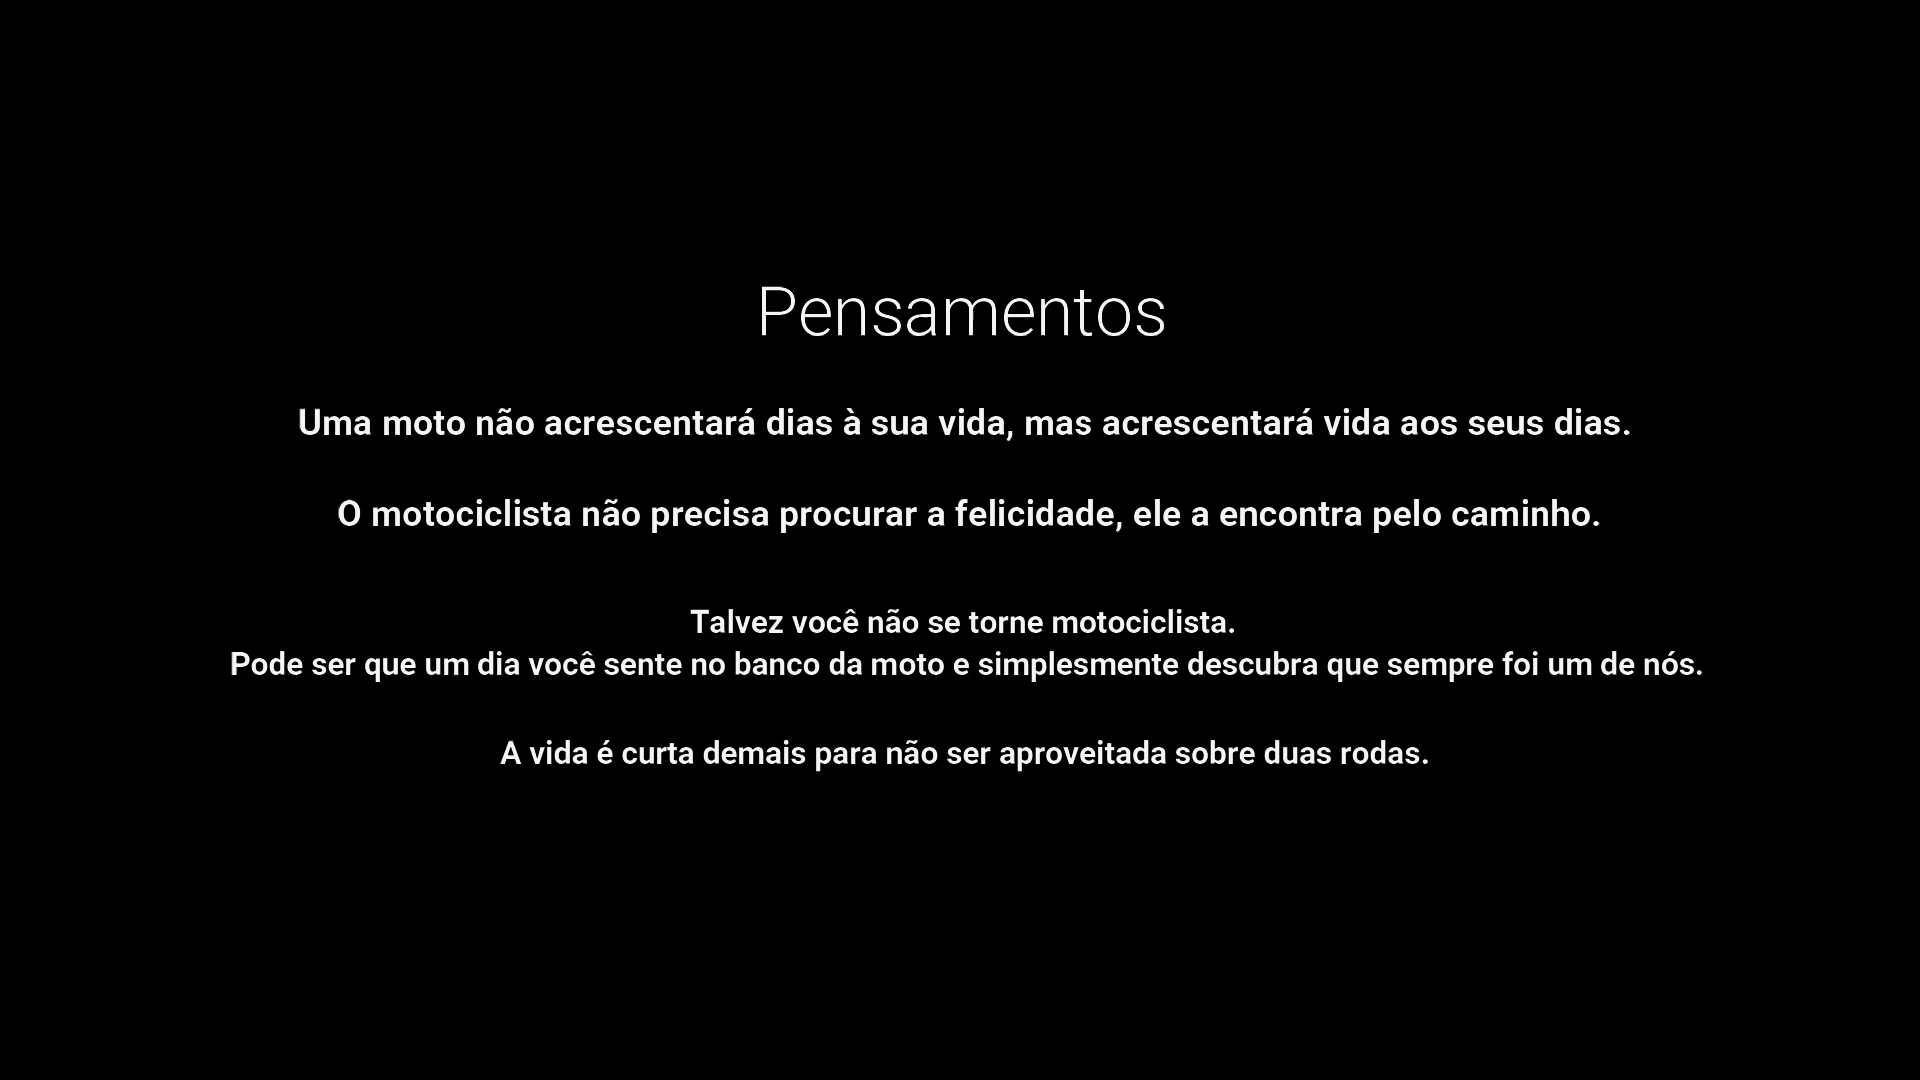 Pensamentos
Uma moto não acrescentará dias à sua vida, mas acrescentará vida aos seus dias.
O motociclista não precisa procurar a felicidade, ele a encontra pelo caminho.
Talvez você não se torne motociclista.
Pode ser que um dia você sente no banco da moto e simplesmente descubra que sempre foi um de nós.
A vida é curta demais para não ser aproveitada sobre duas rodas.